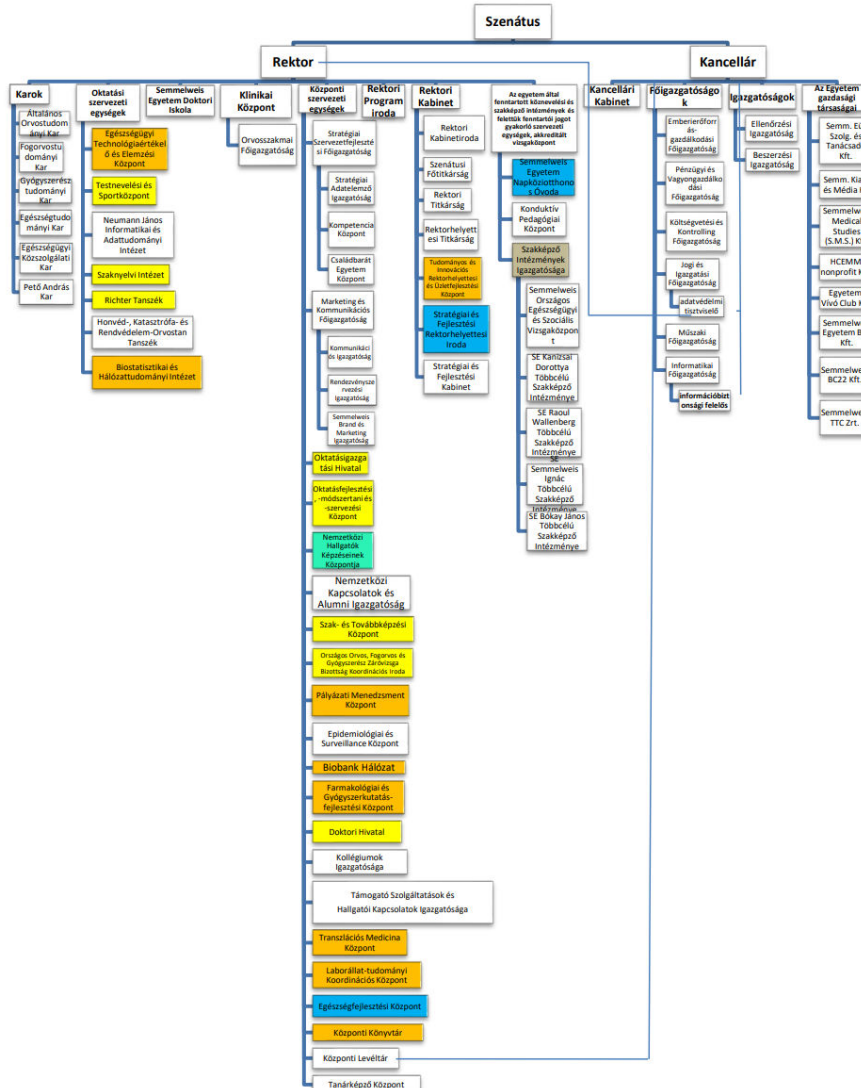 Szenátus
Rektor
Kancellár
Karok
Általános
Orvostudom
ányi Kar
Fogorvostu
dományi Kar
Gyógyszerész
tudományi Kar
Egészségtudo
mányi Kar
Egészségügyi
Közszolgálati
Kar
Pető András
Kar
Oktatási
szervezeti egységek
Egészségügyi
Technológiaértékel
ő és Elemzési
Központ
Testnevelési és
Sportközpont
Neumann János
Informatikai és
Adattudományi
Intézet
Szaknyelvi Intézet
Richter Tanszék
Honvéd-, Katasztrófa- és
Rendvédelem-Orvostan
Tanszék
Biostatisztikai és
Hálózattudományi Intézet
Semmelweis
Egyetem Doktori
Iskola
Klinikai
Központ
Orvosszakmai
Főigazgatóság
Központi
szervezeti
egységek
Stratégiai
Szervezetfejleszté
si Főigazgatóság
Stratégiai
Adatelemző
Igazgatóság
Kompetencia
Központ
Családbarát
Egyetem Központ
Marketing és
Kommunikációs
Főigazgatóság
Kommunikáci
ós Igazgatóság
Rendezvénysze
rvezési
Igazgatóság
Semmelweis
Brand és
Marketing
Igazgatóság
Oktatásigazga
tási Hivatal
Oktatásfejlesztési
, -módszertani és
-szervezési
Központ
Nemzetközi
Hallgatók
Képzéseinek
Központja
Nemzetközi
Kapcsolatok és
Alumni Igazgatóság
Szak- és Továbbképzési
Központ
Országos Orvos, Fogorvos és
Gyógyszerész Záróvizsga
Bizottság Koordinációs Iroda
Pályázati Menedzsment
Központ
Epidemiológiai és
Surveillance Központ
Biobank Hálózat
Farmakológiai és
Gyógyszerkutatás-
fejlesztési Központ
Doktori Hivatal
Kollégiumok
Igazgatósága
Támogató Szolgáltatások és
Hallgatói Kapcsolatok Igazgatósága
Transzlációs Medicina
Központ
Laborállat-tudományi
Koordinációs Központ
Egészségfejlesztési Központ
Központi Könyvtár
Központi Levéltár
Tanárképző Központ
Rektori
Program
iroda
Rektori
Kabinet
Rektori
Kabinetiroda
Szenátusi
Főtitkárság
Rektori
Titkárság
Rektorhelyett
esi Titkárság
Tudományos és
Innovációs
Rektorhelyettesi
és Üzletfejlesztési
Központ
Stratégiai és
Fejlesztési
Rektorhelyettesi
Iroda
Stratégiai és
Fejlesztési
Kabinet
Az egyetem által
fenntartott köznevelési és
szakképző intézmények és
felettük fenntartói jogot
gyakorló szervezeti
egységek, akkreditált
vizsgaközpont
Semmelweis
Egyetem
Napköziotthono
s Óvoda
Konduktív
Pedagógiai
Központ
Szakképző
Intézmények
Igazgatósága
Semmelweis
Országos
Egészségügyi
és Szociális
Vizsgaközpon
t
SE Kanizsai
Dorottya
Többcélú
Szakképző
Intézménye
SE Raoul
Wallenberg
Többcélú
Szakképző
Intézménye
SE
Semmelweis
Ignác
Többcélú
Szakképző
Intézménye
SE Bókay János
Többcélú
Szakképző
Intézménye
Kancellári
Kabinet
Főigazgatóságo
k
Emberierőforr
ás-
gazdálkodási
Főigazgatóság
Pénzügyi és
Vagyongazdálko
dási
Főigazgatóság
Költségvetési és
Kontrolling
Főigazgatóság
Jogi és
Igazgatási
Főigazgatóság
adatvédelmi
tisztviselő
Műszaki
Főigazgatóság
Informatikai
Főigazgatóság
információbizt
onsági felelős
Igazgatóságok
Ellenőrzési
Igazgatóság
Beszerzési
Igazgatóság
Az Egyetem
gazdasági
társaságai
Semm. Eü
Szolg. és
Tanácsadó
Kft.
Semm. Kia
és Média
Semmelwei
Medical
Studies
(S.M.S.) K
HCEMM
nonprofit K
Egyetem
Vívó Club K
Semmelwei
Egyetem B
Kft.
Semmelwe
BC22 Kft.
Semmelwe
TTC Zrt.